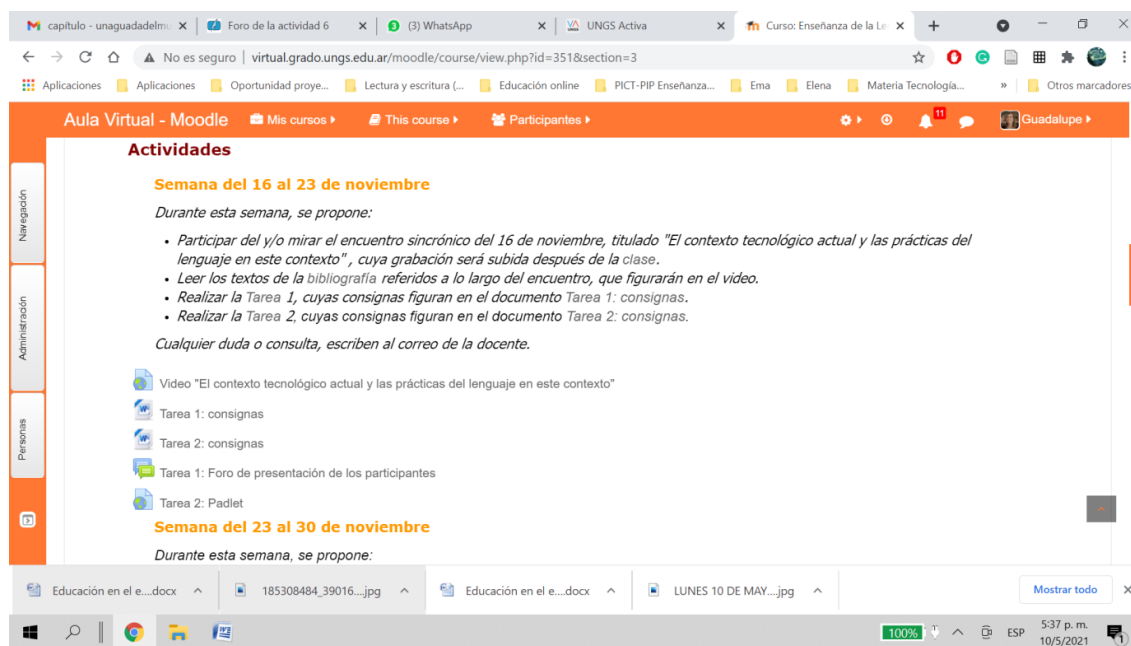 capítulo - unaguadadelmu
Foro de la actividad 6
(3) WhatsApp
UNGS Activa
Curso: Enseñanza de la Len
No es seguro | virtual.grado.ungs.edu.ar/moodle/course/view.php?id=351&section=3
Aplicaciones Aplicaciones Oportunidad proye... Lectura y escritura (... Educación online PICT-PIP Enseñanza... Ema Elena Materia Tecnología... » Otros marcadores
Aula Virtual - Moodle Mis cursos This course Participantes 11 Guadalupe
Navegación
Administración
Personas
Actividades
Semana del 16 al 23 de noviembre
Durante esta semana, se propone:
• Participar del y/o mirar el encuentro sincrónico del 16 de noviembre, titulado "El contexto tecnológico actual y las prácticas del
lenguaje en este contexto" , cuya grabación será subida después de la clase.
• Leer los textos de la bibliografía referidos a lo largo del encuentro, que figurarán en el video.
• Realizar la Tarea 1, cuyas consignas figuran en el documento Tarea 1: consignas.
• Realizar la Tarea 2, cuyas consignas figuran en el documento Tarea 2: consignas.
Cualquier duda o consulta, escriben al correo de la docente.
Video "El contexto tecnológico actual y las prácticas del lenguaje en este contexto"
Tarea 1: consignas
Tarea 2: consignas
Tarea 1: Foro de presentación de los participantes
Tarea 2: Padlet
Semana del 23 al 30 de noviembre
Durante esta semana, se propone:
Educación en el e....docx 185308484_39016....jpg Educación en el e....docx LUNES 10 DE MAY....jpg Mostrar todo
100% ESP 5:37 p. m.
10/5/2021